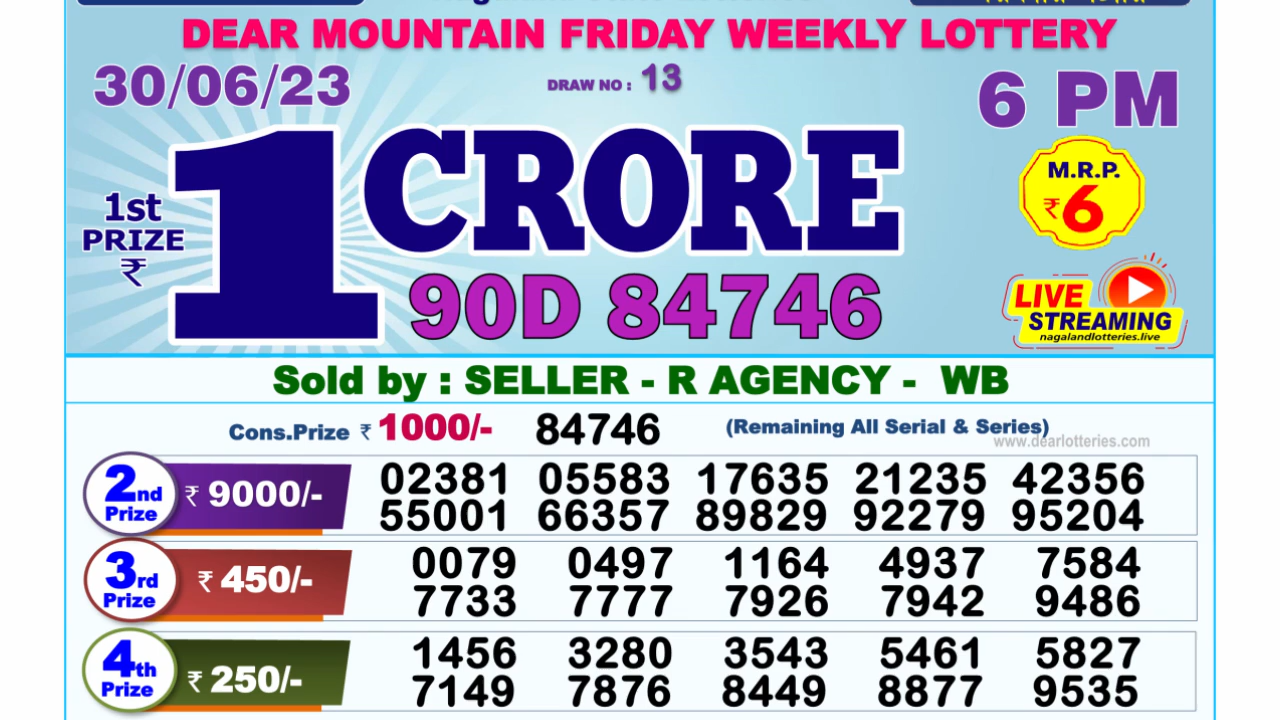 DEAR MOUNTAIN FRIDAY WEEKLY LOTTERY
30/06/23 DRAW NO : 13 6 PM
1st PRIZE ₹ 1 CRORE
M.R.P. ₹6
90D 84746
LIVE STREAMING
nagalandlotteries.live
Sold by : SELLER - R AGENCY - WB
Cons.Prize ₹ 1000/- 84746 (Remaining All Serial & Series)
www.dearlotteries.com
2nd Prize ₹ 9000/-
02381 05583 17635 21235 42356
55001 66357 89829 92279 95204
3rd Prize ₹ 450/-
0079 0497 1164 4937 7584
7733 7777 7926 7942 9486
4th Prize ₹ 250/-
1456 3280 3543 5461 5827
7149 7876 8449 8877 9535